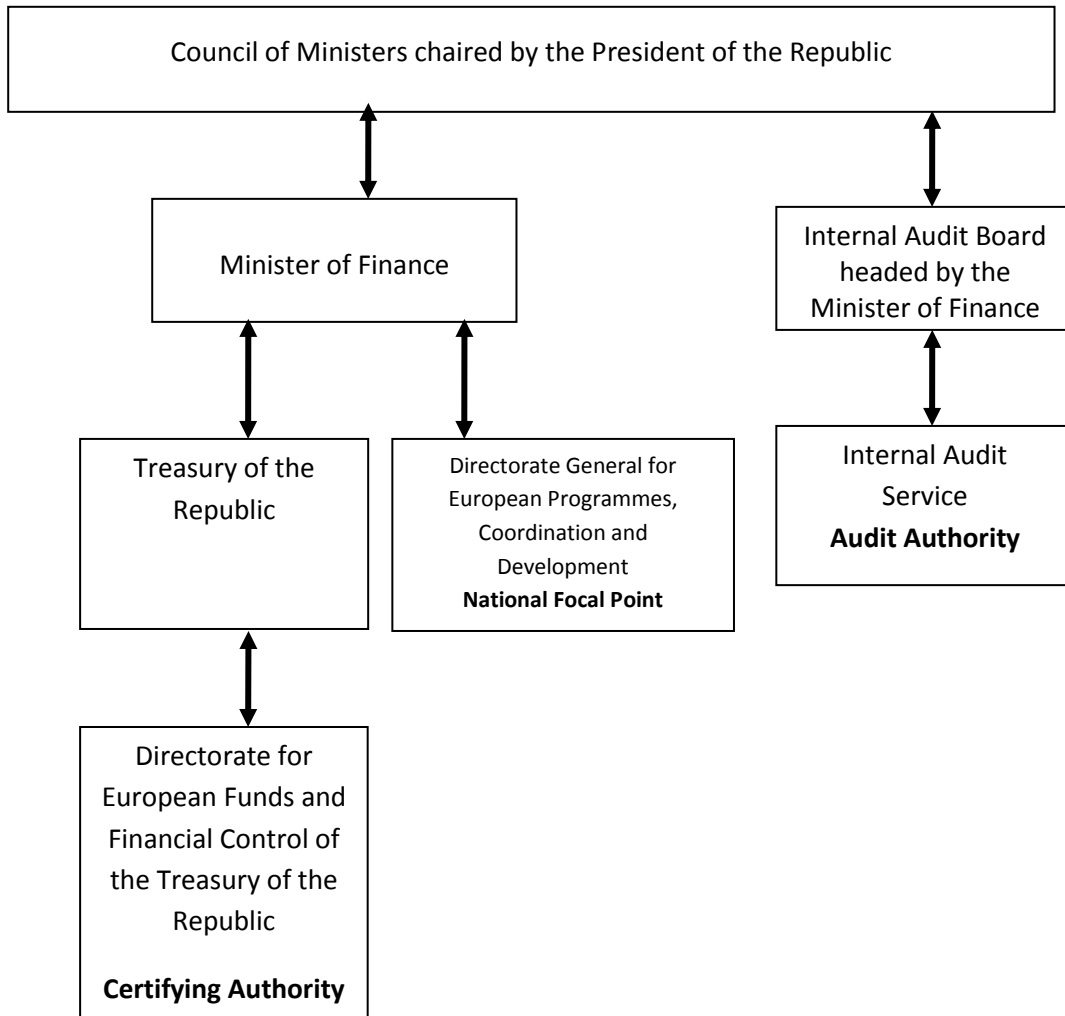 Council of Ministers chaired by the President of the Republic
Minister of Finance
Internal Audit Board
headed by the
Minister of Finance
Treasury of the
Republic
Directorate General for
European Programmes,
Coordination and
Development
National Focal Point
Internal Audit
Service
Audit Authority
Directorate for
European Funds and
Financial Control of
the Treasury of the
Republic
Certifying Authority